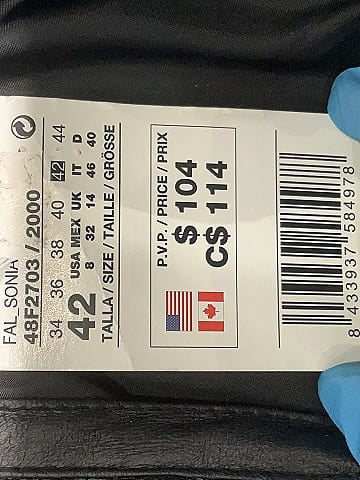 FAL_SONIA
48F2703 / 2000
34 36 38 40 42 44
42 USA MEX UK IT D
8 32 14 46 40
TALLA / SIZE / TAILLE / GRÖSSE
P.V.P. / PRICE / PRIX
$ 104
C$ 114
8 433937 584978